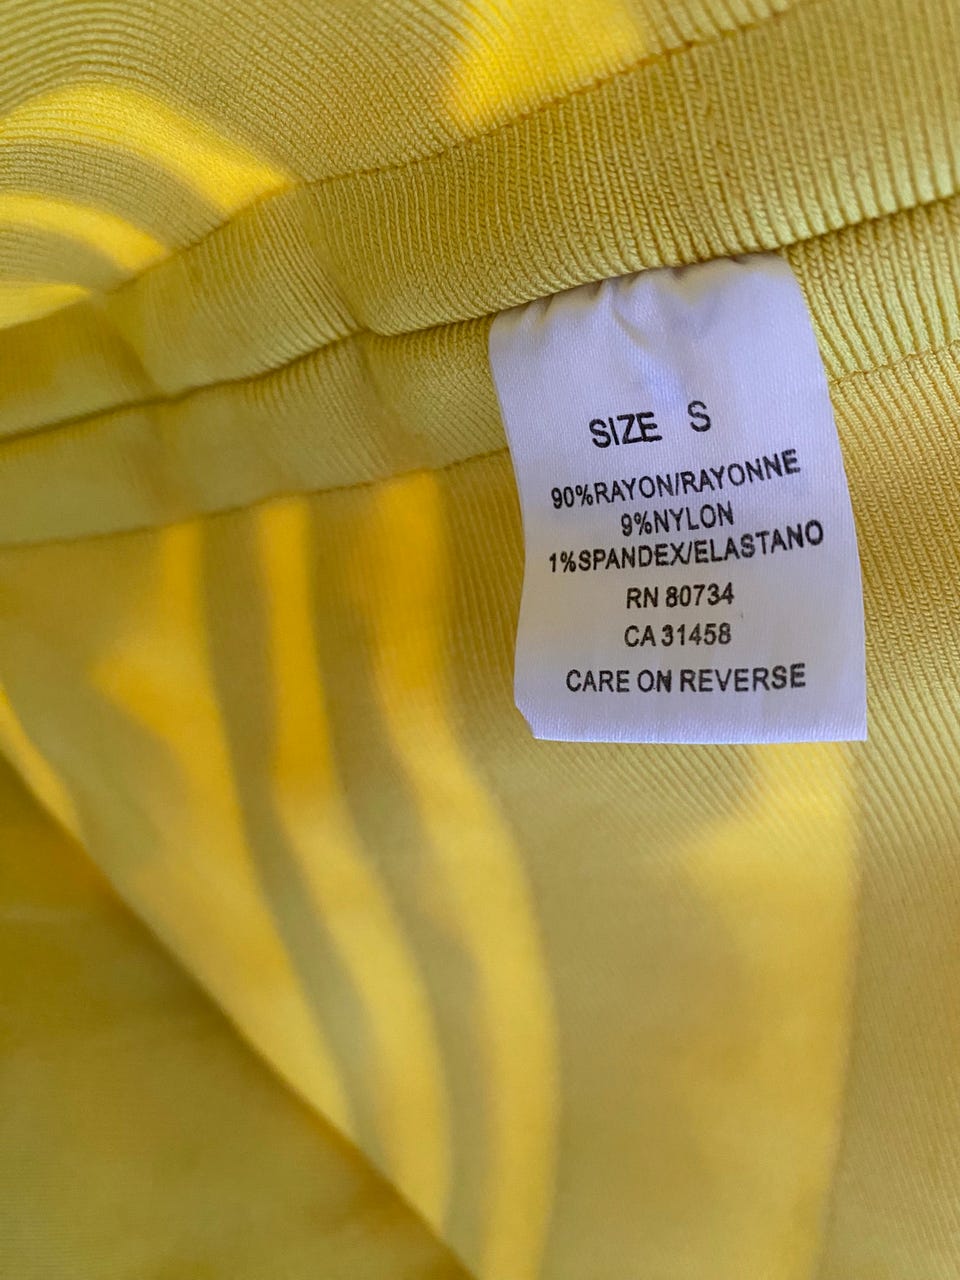 SIZE S
90%RAYON/RAYONNE
9%NYLON
1%SPANDEX/ELASTANO
RN 80734
CA 31458
CARE ON REVERSE